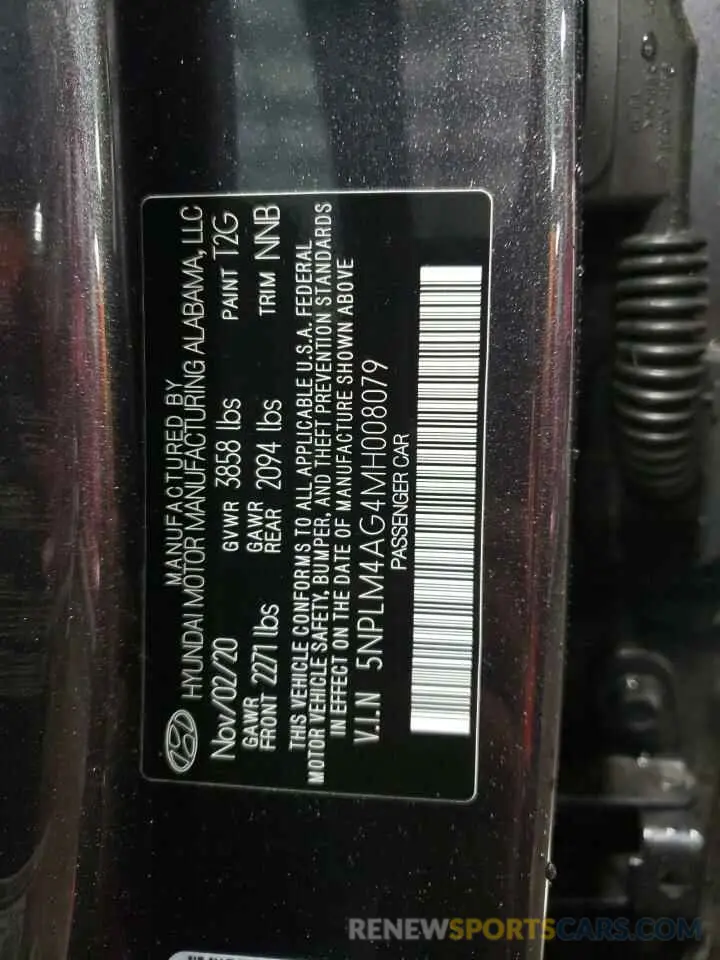 MANUFACTURED BY
HYUNDAI MOTOR MANUFACTURING ALABAMA, LLC
Nov/02/20 GVWR 3858 lbs PAINT T2G
GAWR FRONT 2271 lbs GAWR REAR 2094 lbs TRIM NNB
THIS VEHICLE CONFORMS TO ALL APPLICABLE U.S.A. FEDERAL
MOTOR VEHICLE SAFETY, BUMPER, AND THEFT PREVENTION STANDARDS
IN EFFECT ON THE DATE OF MANUFACTURE SHOWN ABOVE
V.I.N 5NPLM4AG4MH008079
PASSENGER CAR
RENEWSPORTSCARS.COM